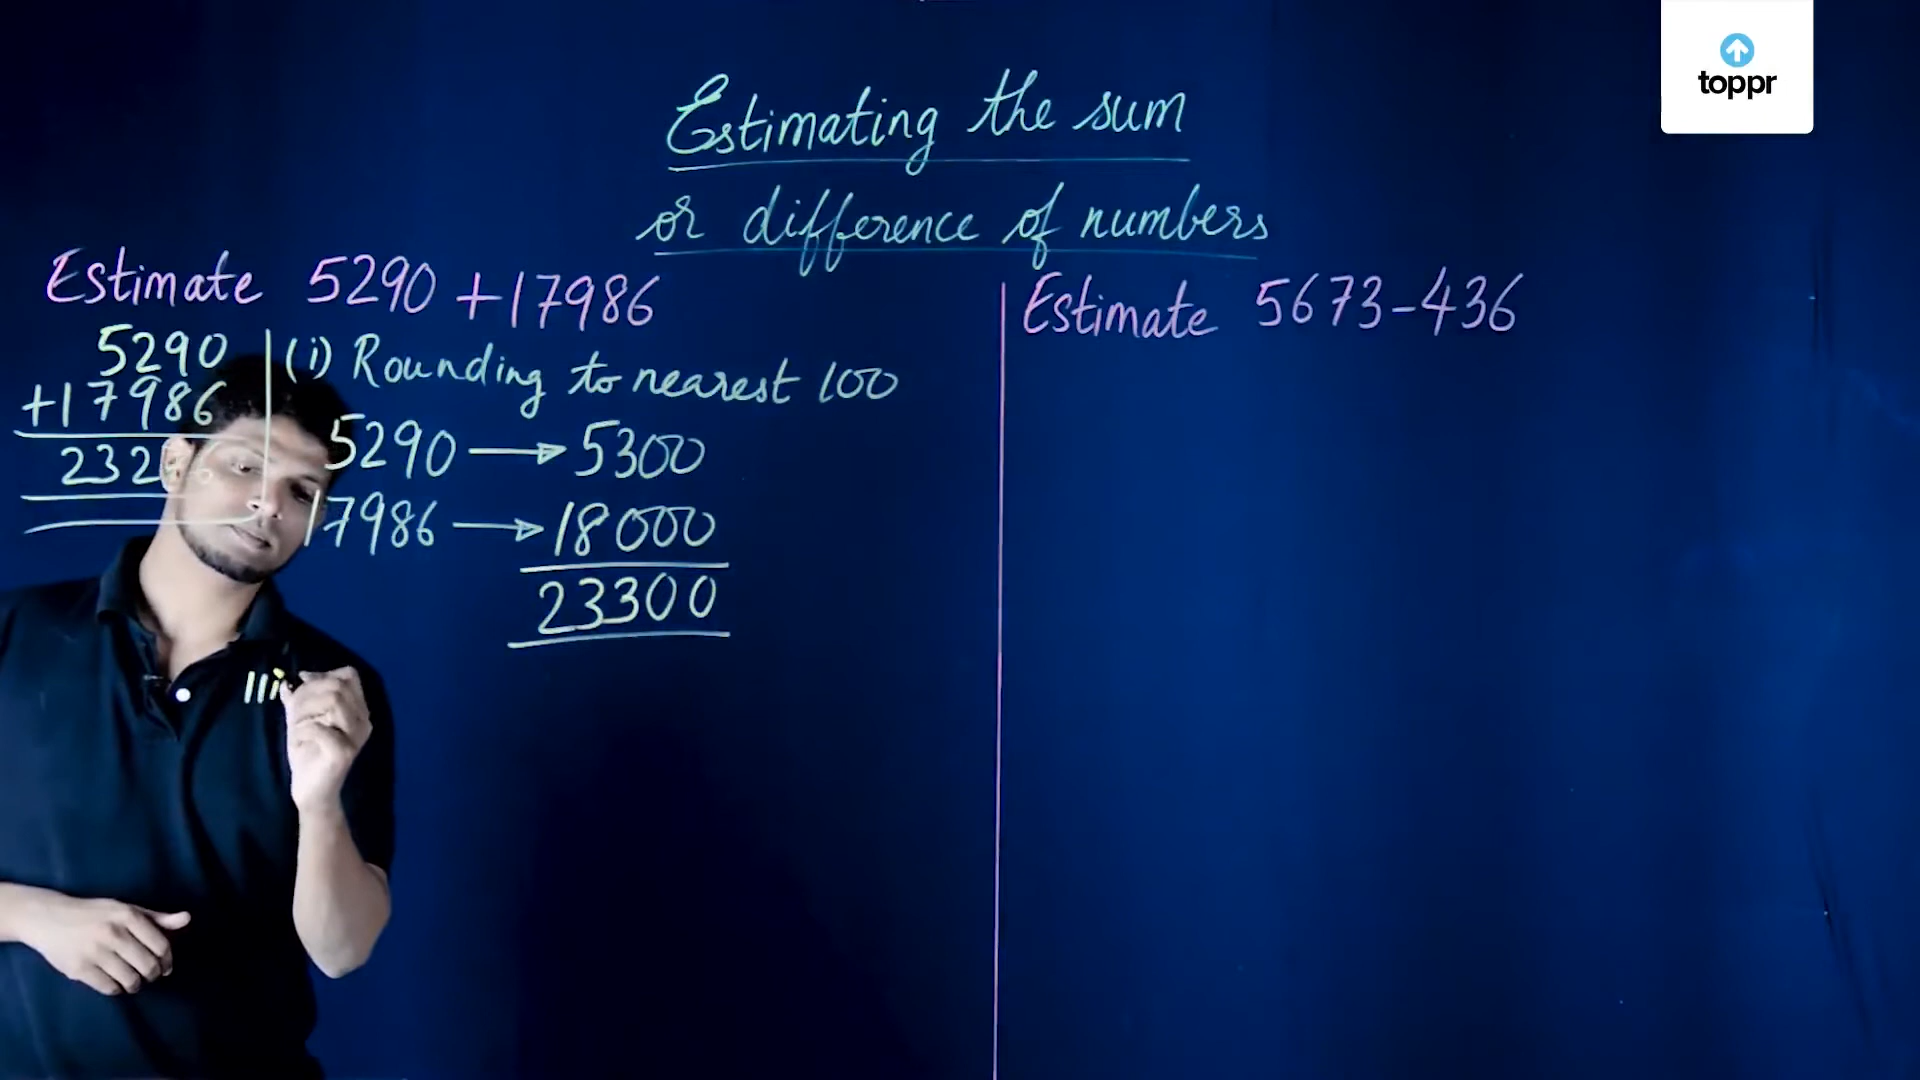 toppr
Estimating the sum
or difference of numbers
Estimate 5290 + 17986
5290
+17986
(i) Rounding to nearest 100
5290 → 5300
17986 → 18000
23300
Estimate 5673-436